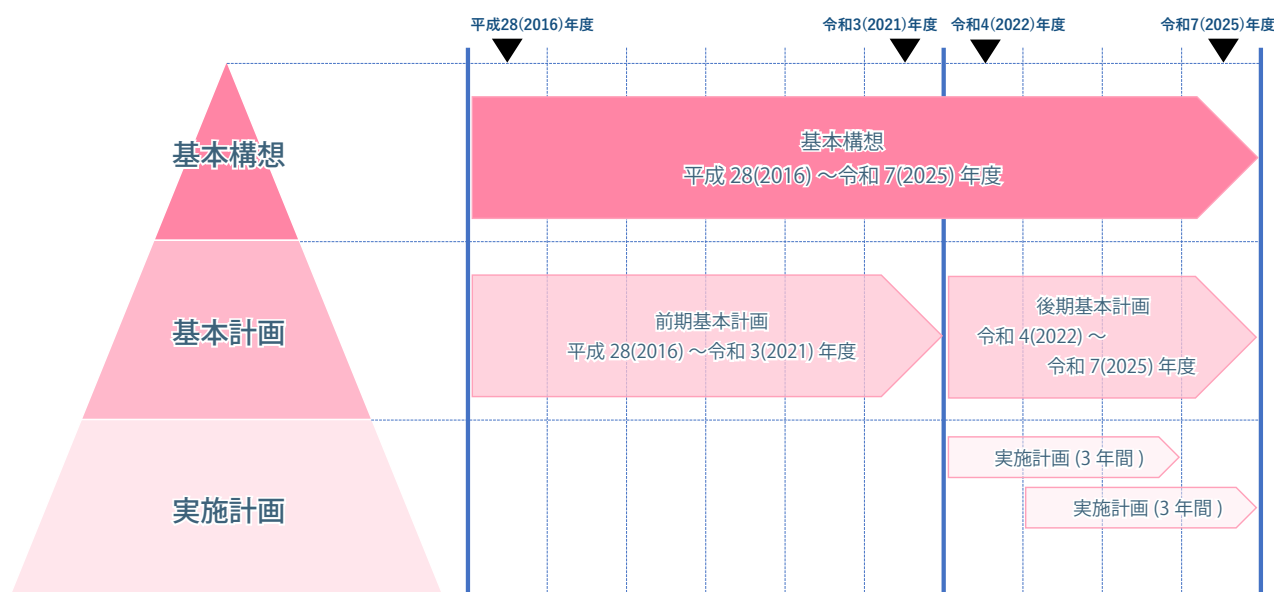 平成28(2016)年度
令和3(2021)年度
令和4(2022)年度
令和7(2025)年度
基本構想
基本構想
平成 28(2016) ～令和 7(2025) 年度
基本計画
前期基本計画
平成 28(2016) ～令和 3(2021) 年度
後期基本計画
令和 4(2022) ～
令和 7(2025) 年度
実施計画
実施計画 (3 年間 )
実施計画 (3 年間 )